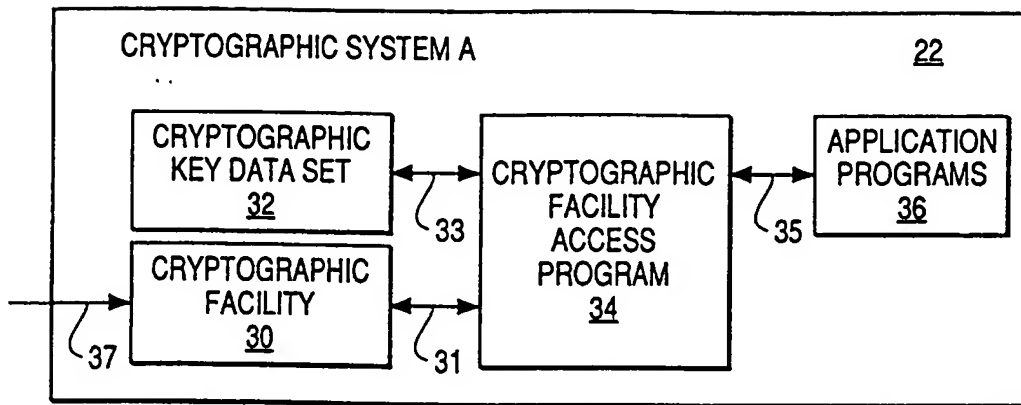 CRYPTOGRAPHIC SYSTEM A
22
CRYPTOGRAPHIC
KEY DATA SET
32
33
CRYPTOGRAPHIC
FACILITY
30
37
31
CRYPTOGRAPHIC
FACILITY
ACCESS
PROGRAM
34
35
APPLICATION
PROGRAMS
36